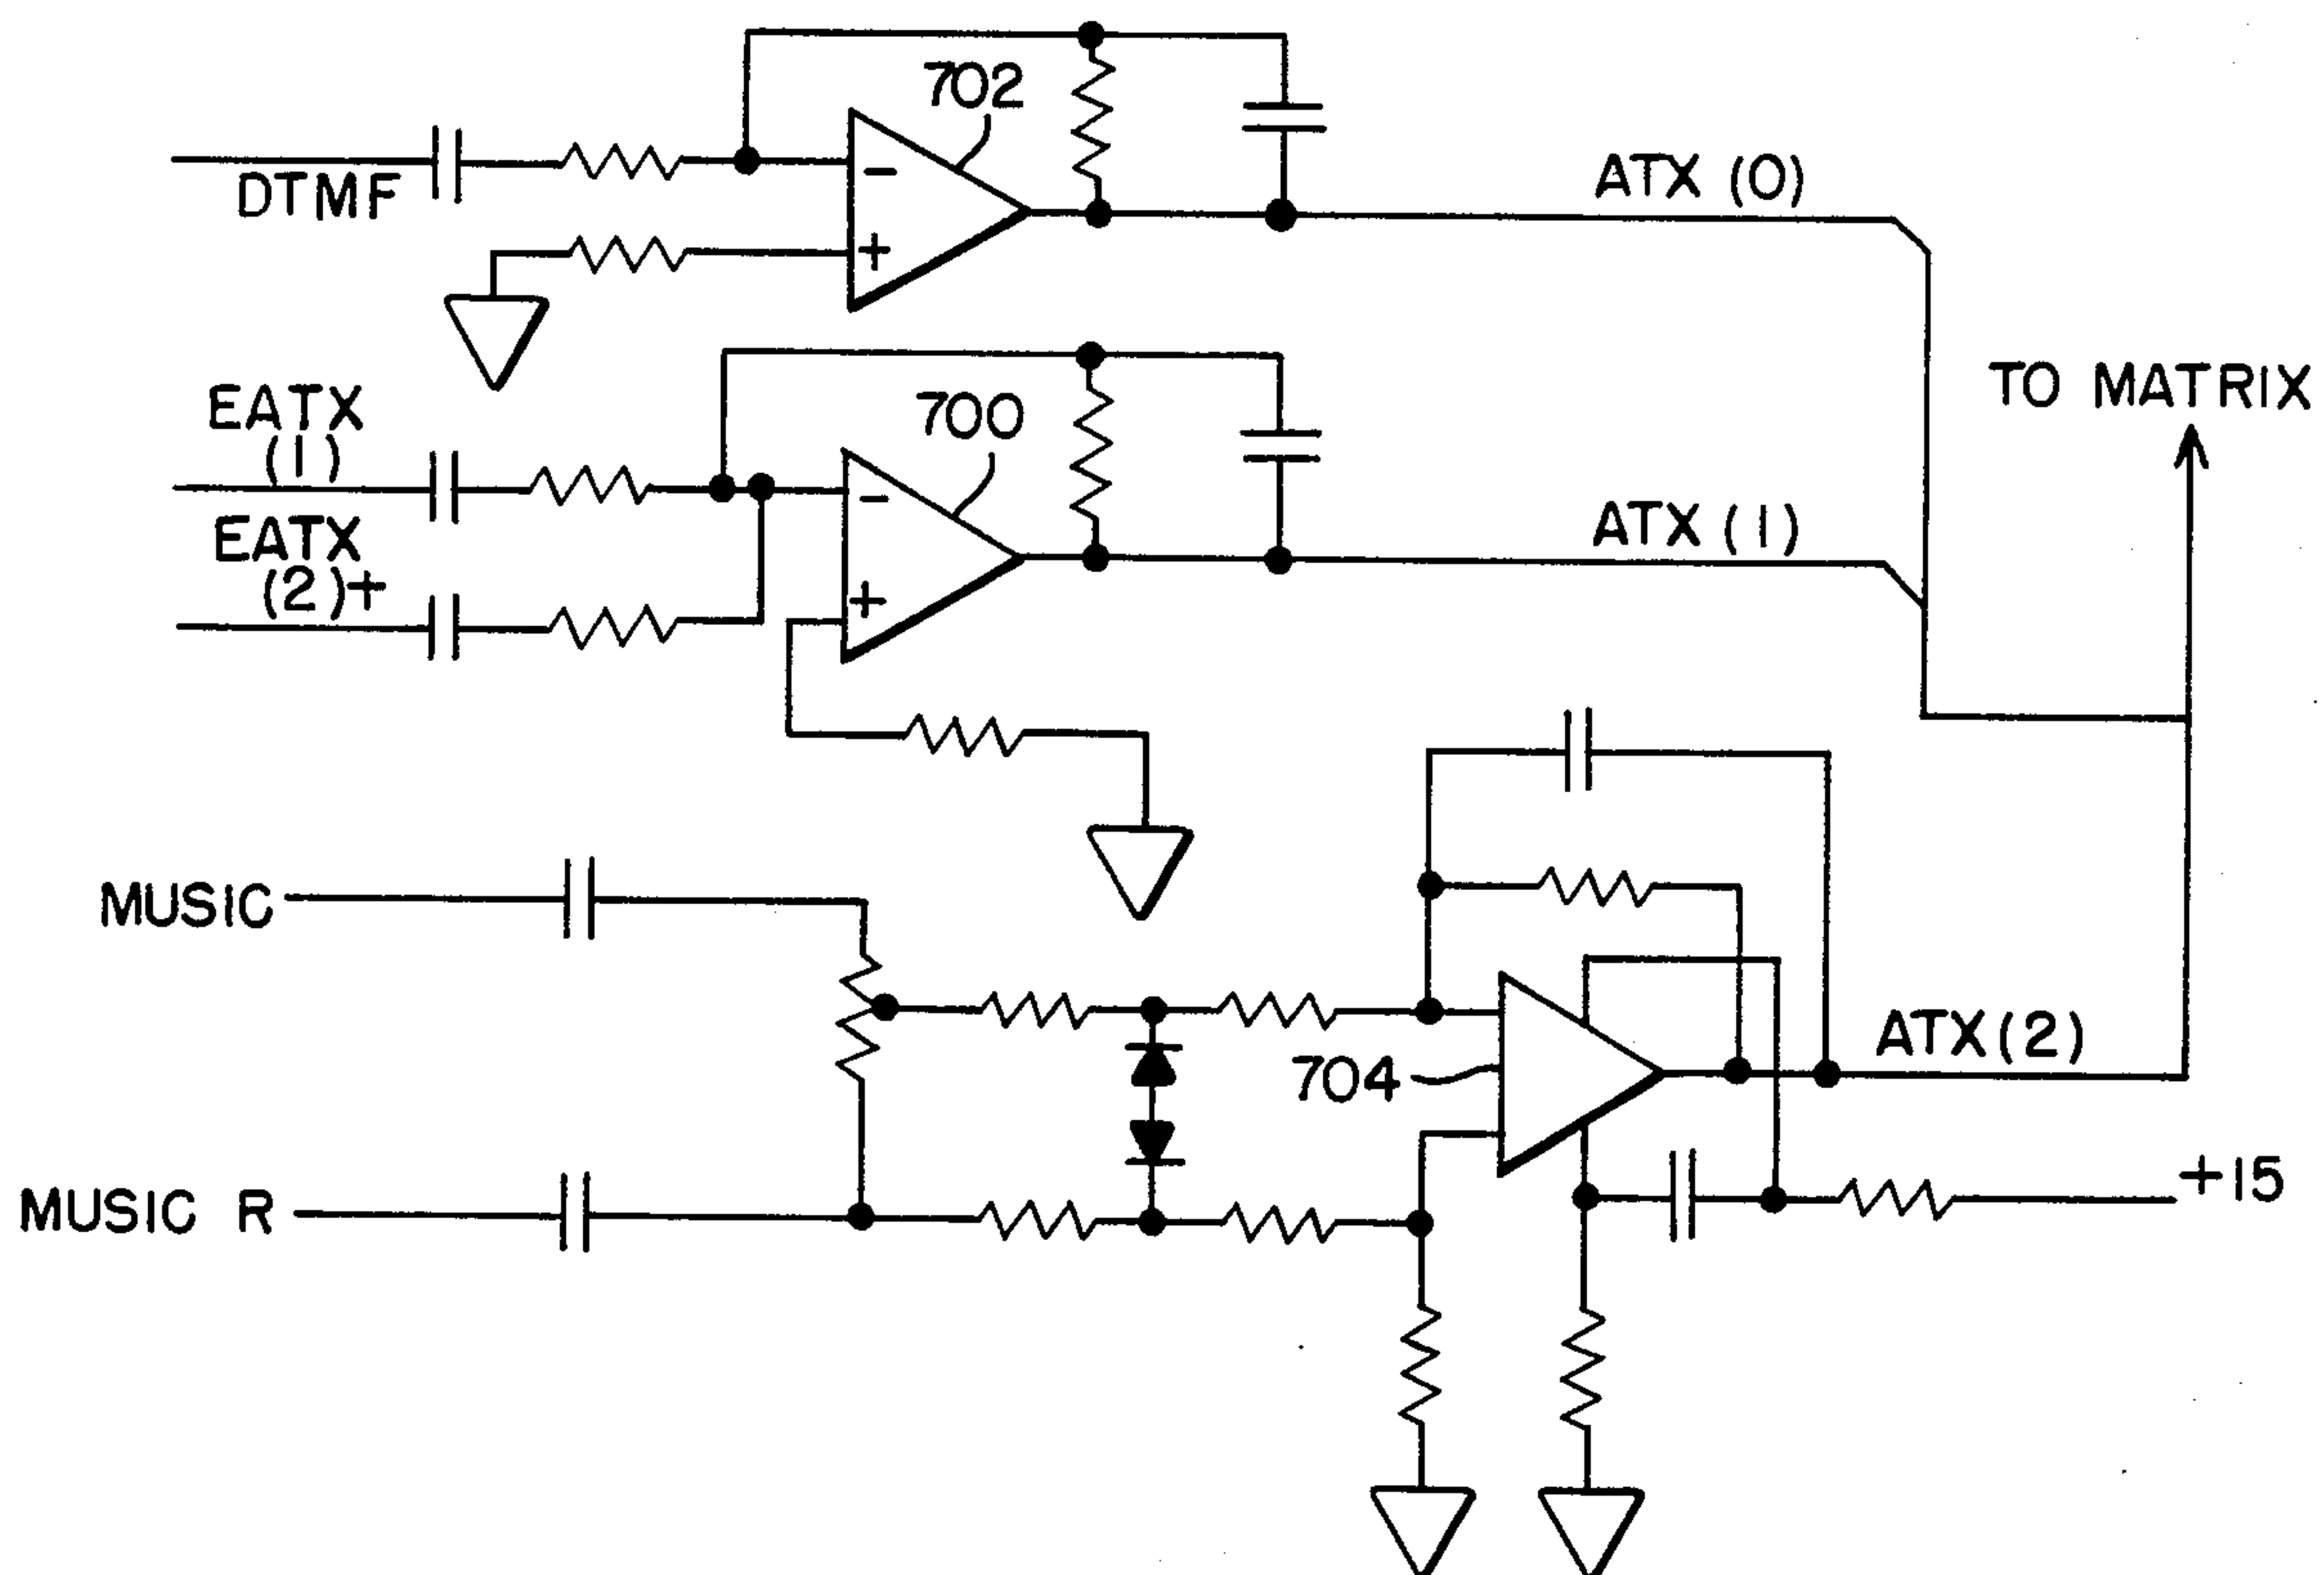 702
DTMF
-
+
ATX (0)
EATX
(1)
EATX
(2)+
700
-
+
ATX (1)
TO MATRIX
MUSIC
MUSIC R
704
ATX(2)
+15